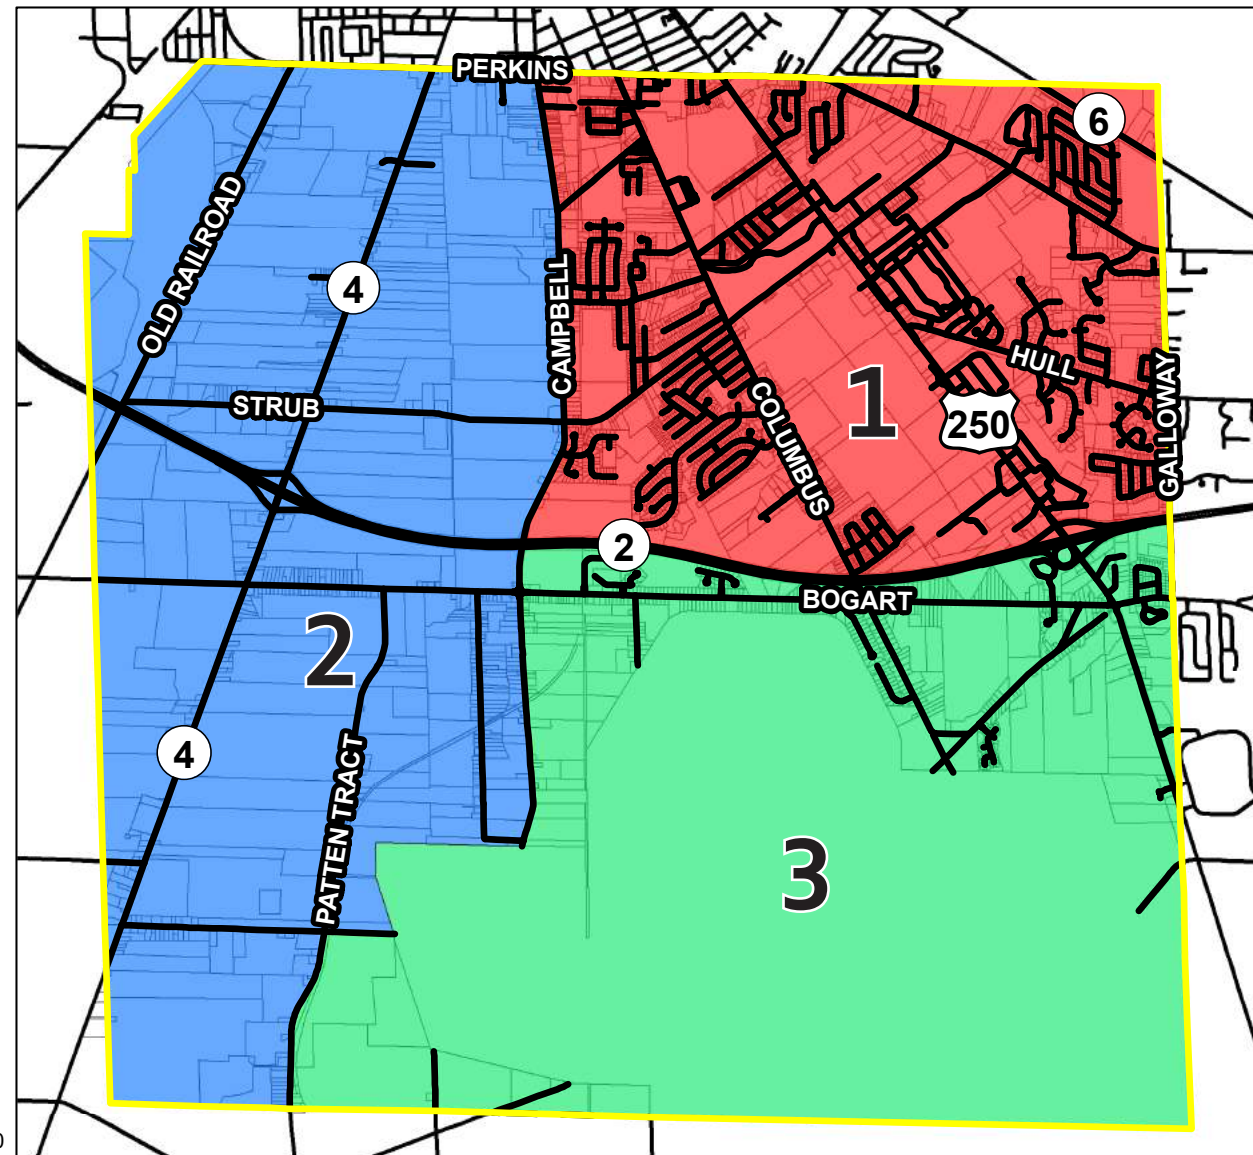 PERKINS
6
OLD RAILROAD
4
CAMPBELL
STRUB
HULL
1
COLUMBUS
250
GALLOWAY
2
BOGART
2
4
PATTEN TRACT
3